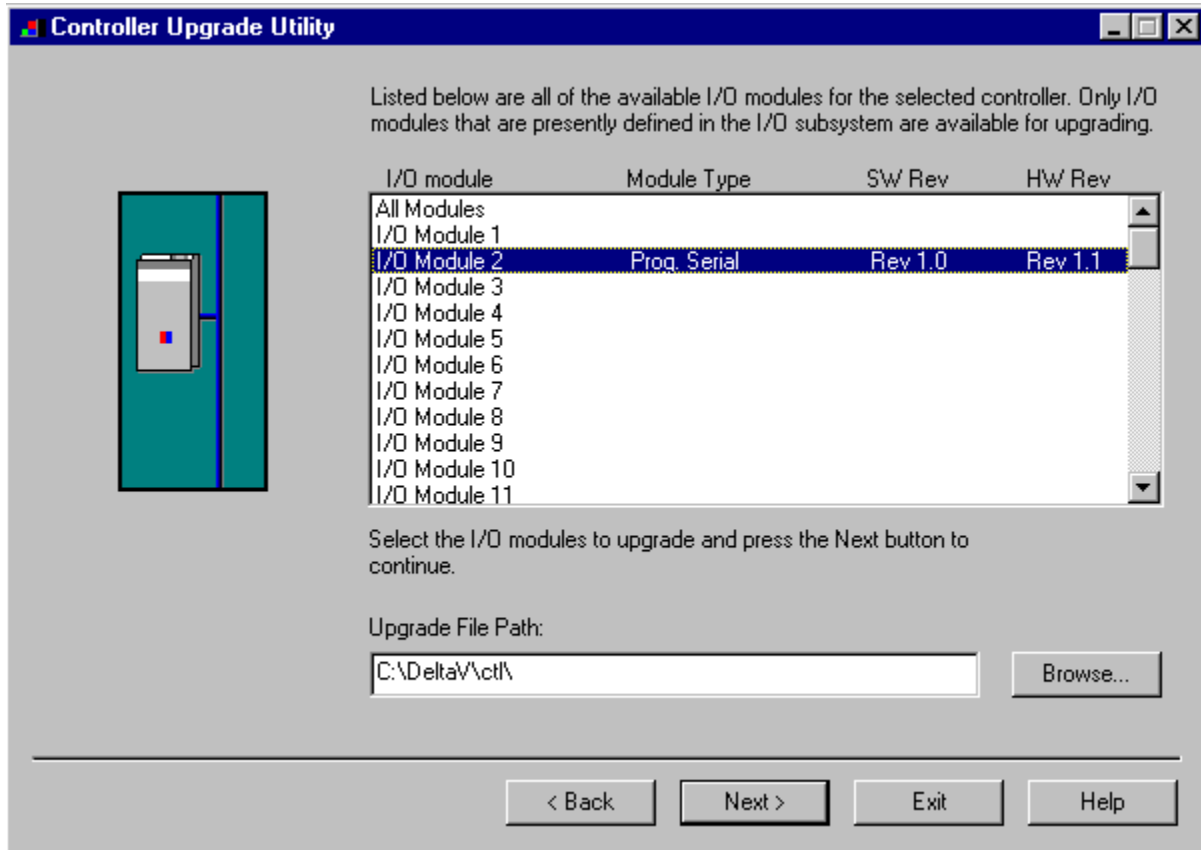 Controller Upgrade Utility
Listed below are all of the available I/O modules for the selected controller. Only I/O
modules that are presently defined in the I/O subsystem are available for upgrading.
I/O module Module Type SW Rev HW Rev
All Modules
I/O Module 1
I/O Module 2 Prog. Serial Rev 1.0 Rev 1.1
I/O Module 3
I/O Module 4
I/O Module 5
I/O Module 6
I/O Module 7
I/O Module 8
I/O Module 9
I/O Module 10
I/O Module 11
Select the I/O modules to upgrade and press the Next button to
continue.
Upgrade File Path:
C:\DeltaV\ctl\
Browse...
< Back Next > Exit Help